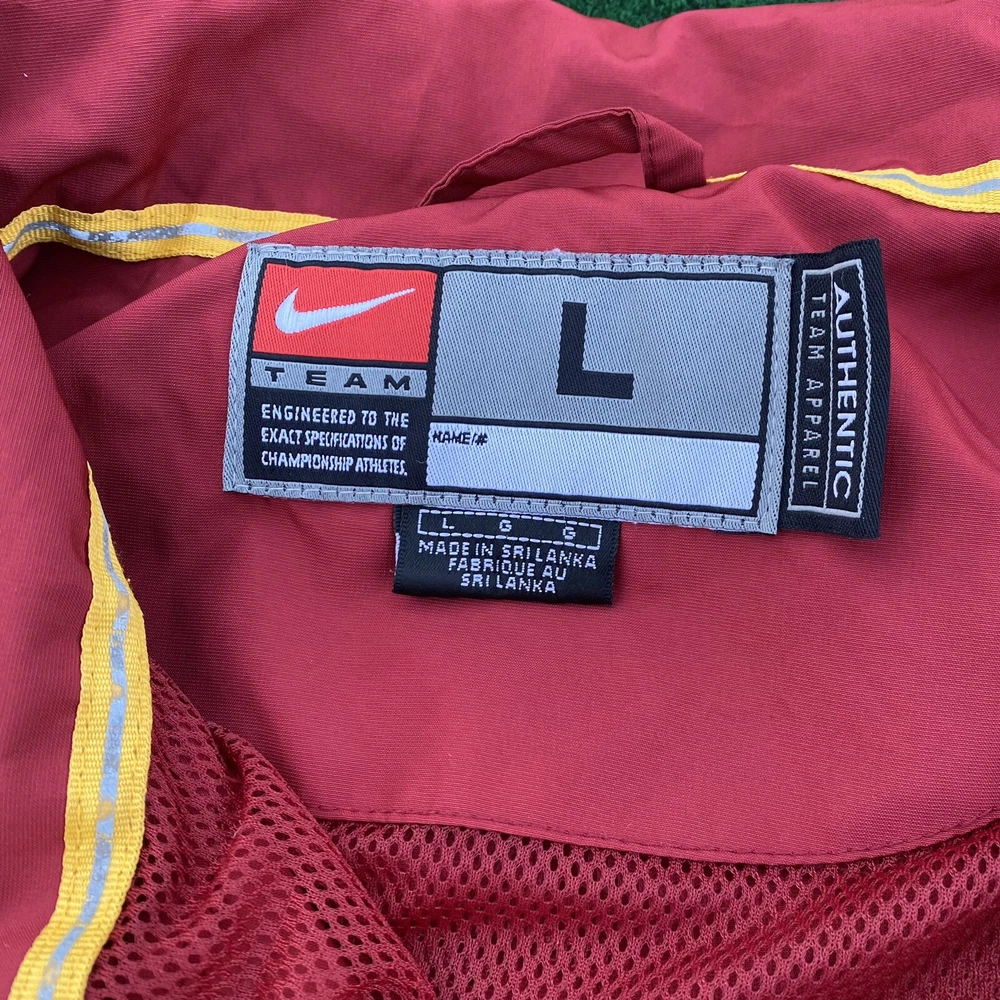 TEAM
ENGINEERED TO THE
EXACT SPECIFICATIONS OF
CHAMPIONSHIP ATHLETES.
L
NAME/#
AUTHENTIC
TEAM APPAREL
L G G
MADE IN SRI LANKA
FABRIQUE AU
SRI LANKA